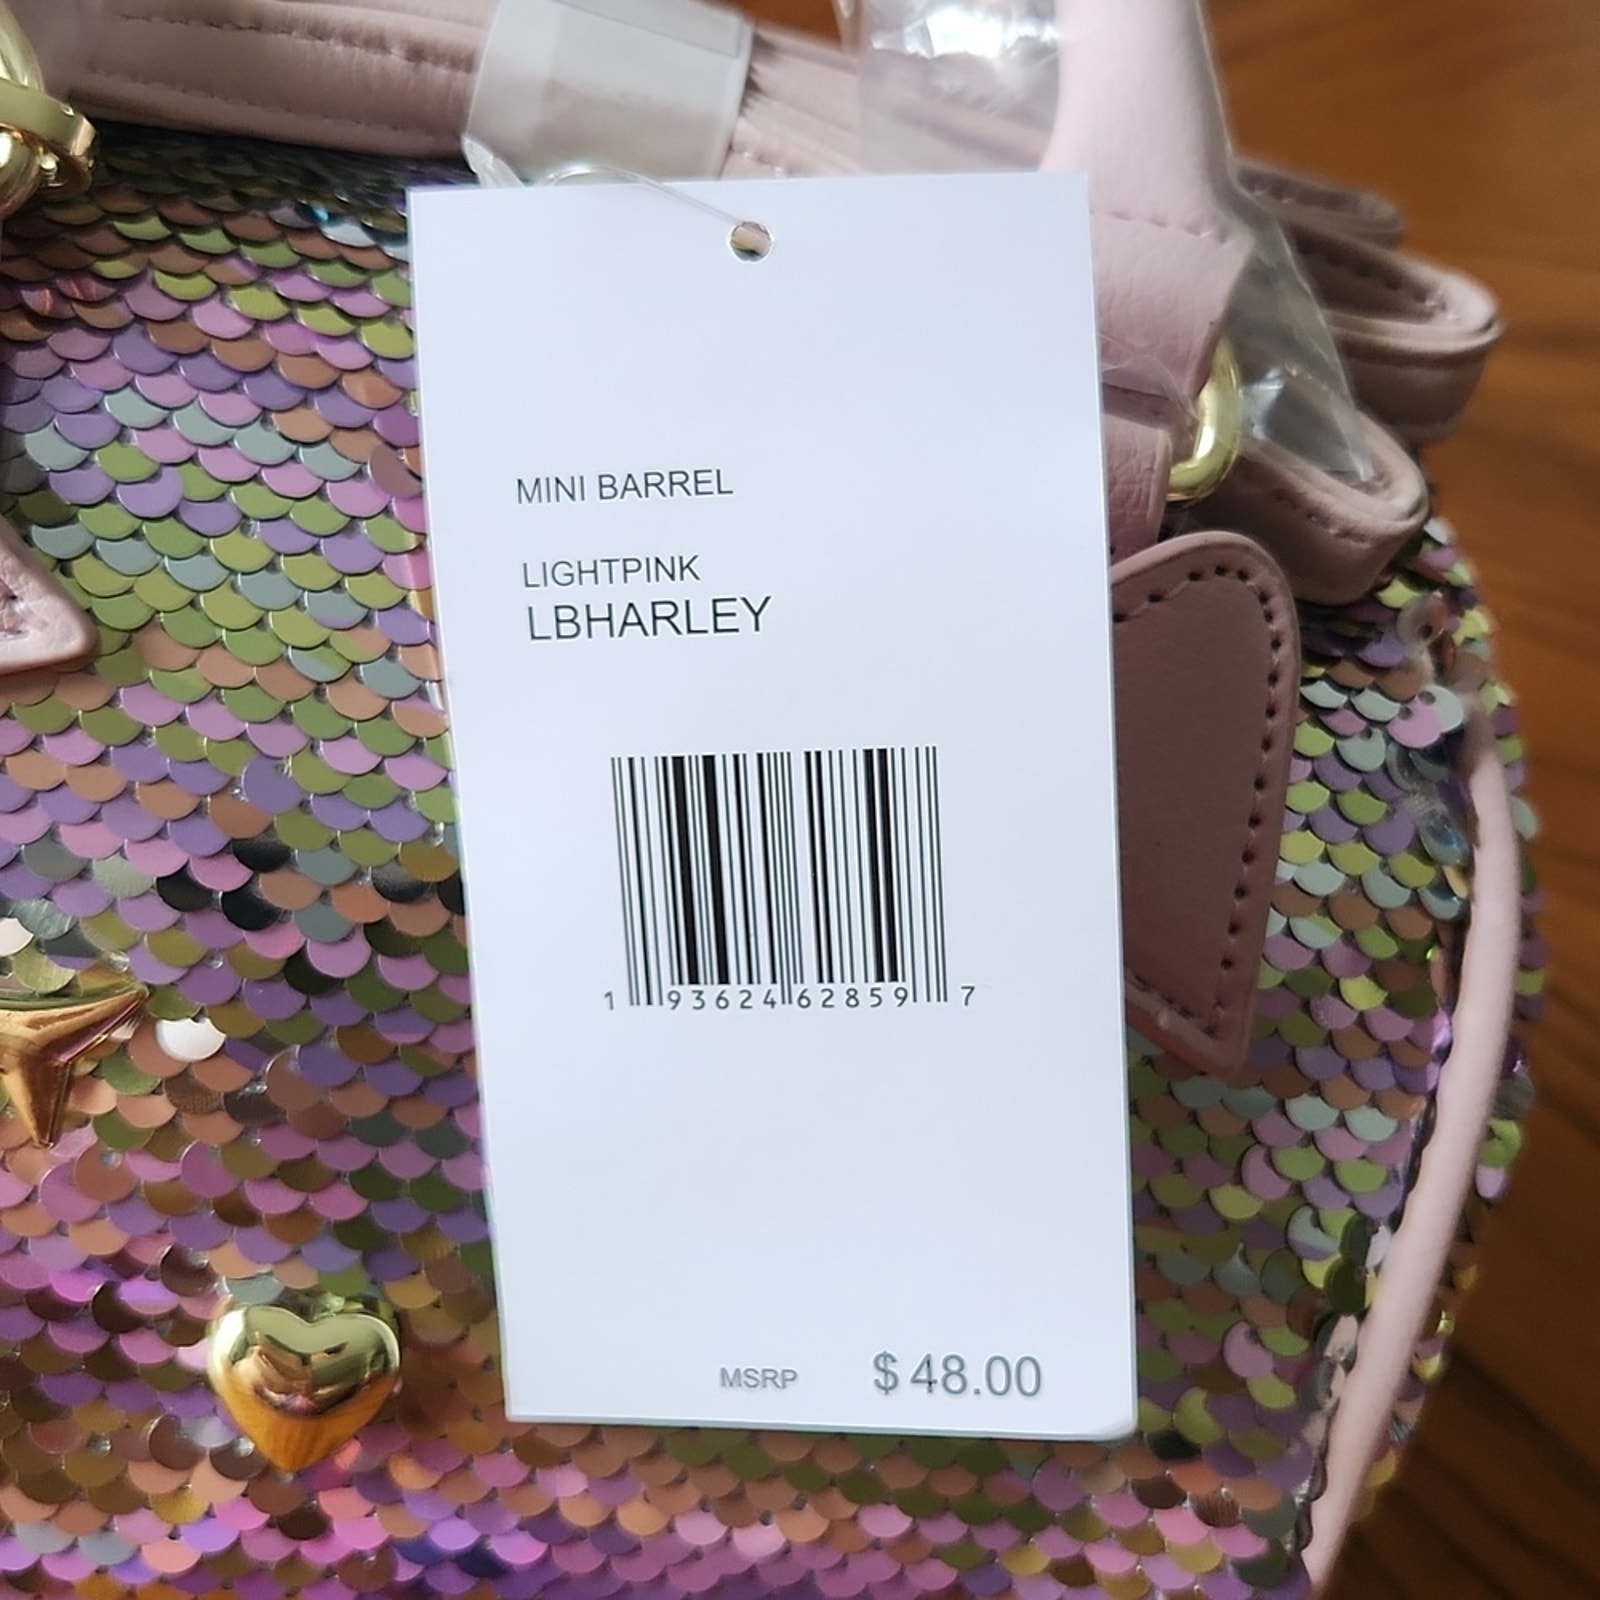 MINI BARREL
LIGHTPINK
LBHARLEY
1 93624 62859 7
MSRP $48.00